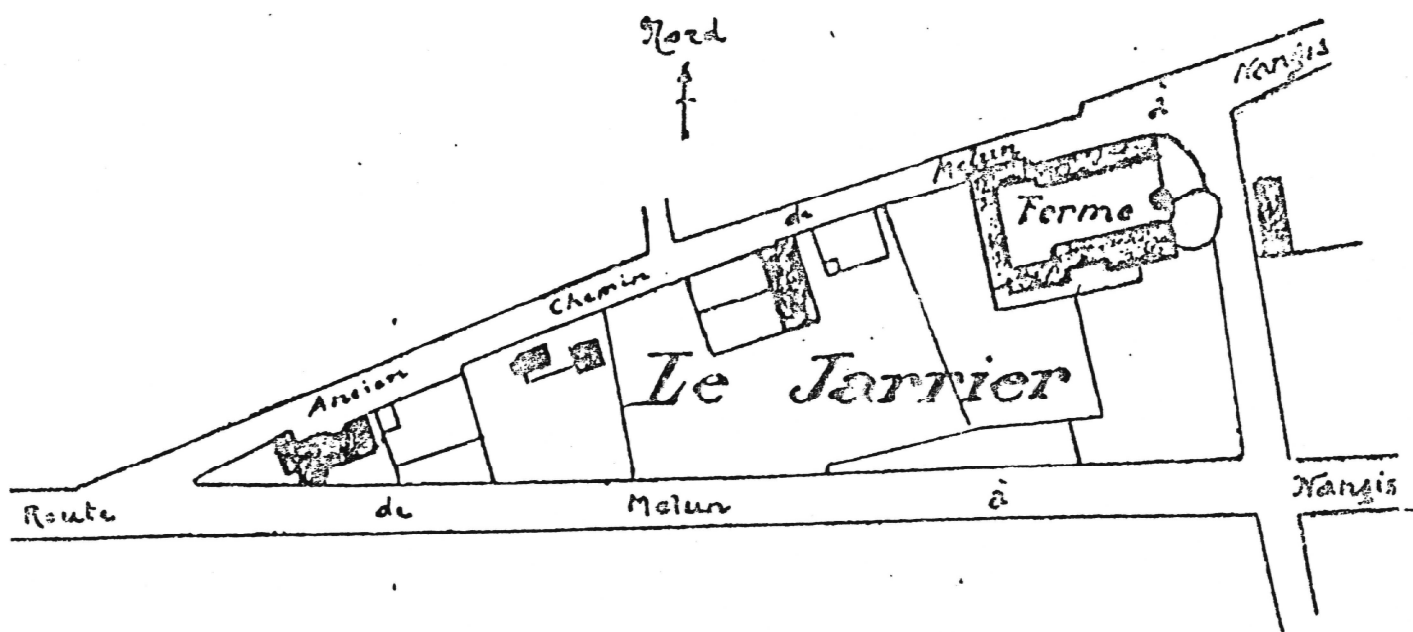 Nord
Ancien Chemin de Melun à Nangis
Ferme
Le Jarrier
Route de Melun à Nangis